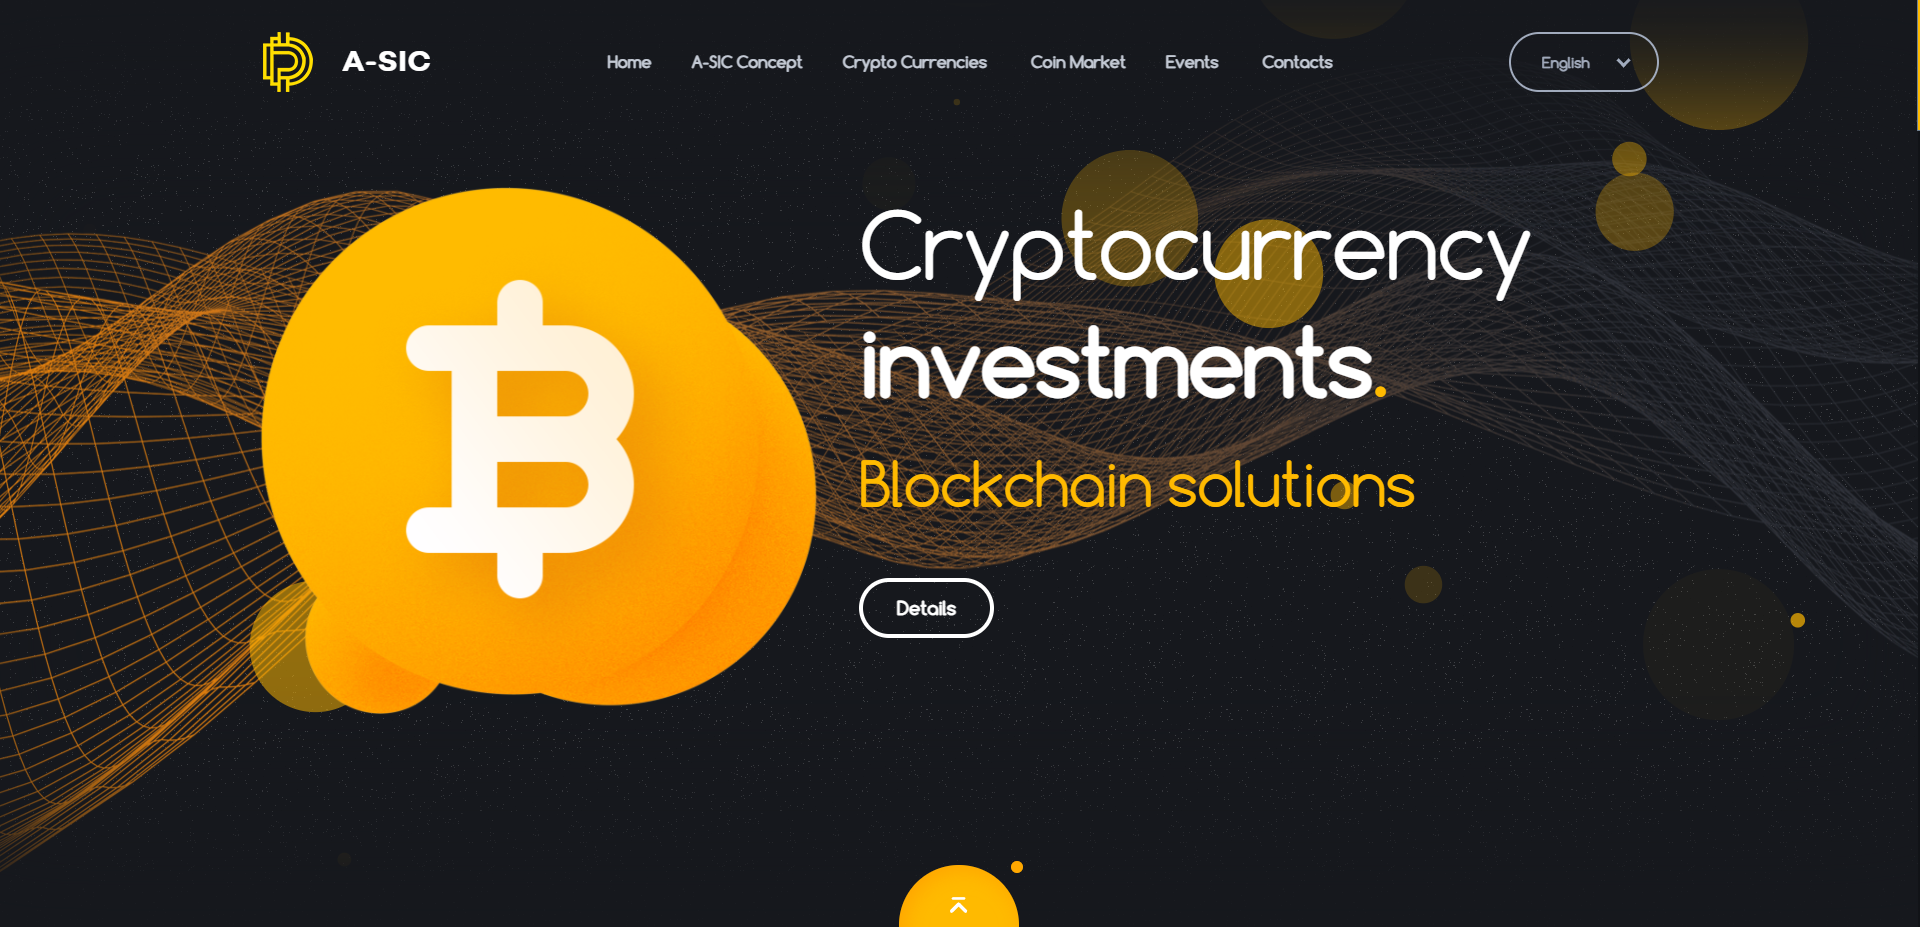 A-SIC
Home A-SIC Concept Crypto Currencies Coin Market Events Contacts
English
Cryptocurrency
investments.
Blockchain solutions
Details